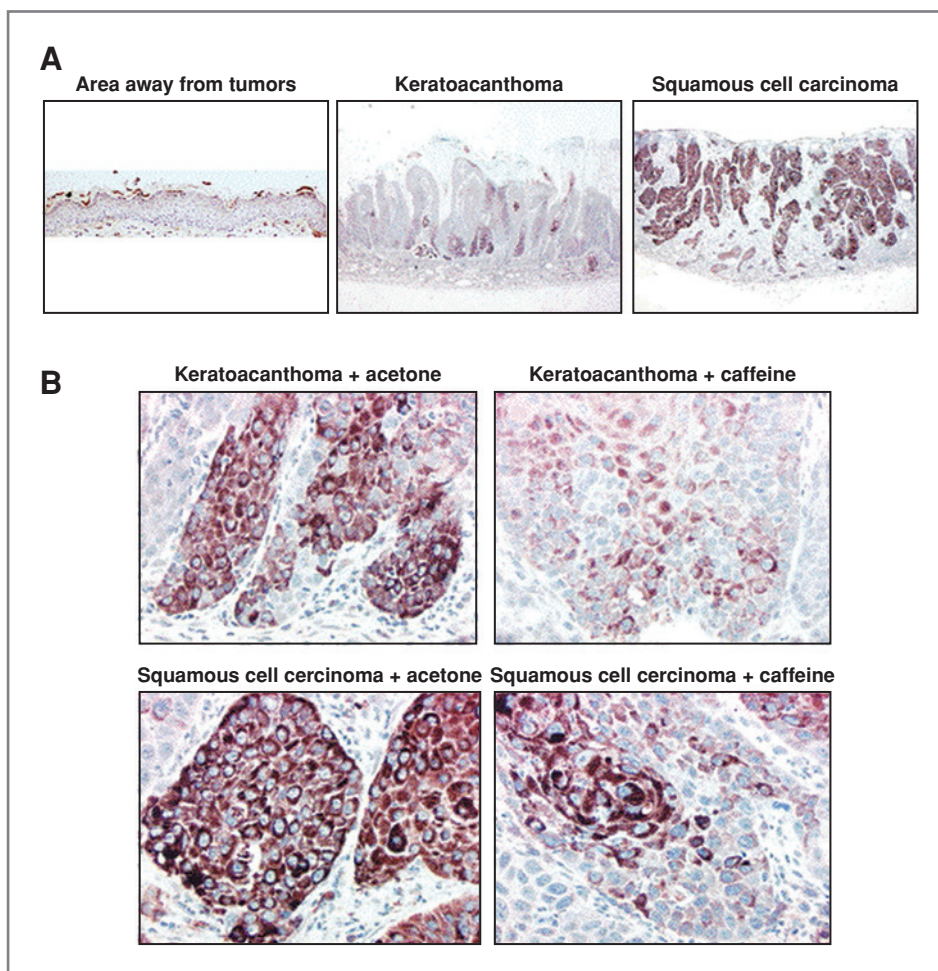 A
Area away from tumors
Keratoacanthoma
Squamous cell carcinoma
B
Keratoacanthoma + acetone
Keratoacanthoma + caffeine
Squamous cell cercinoma + acetone
Squamous cell cercinoma + caffeine